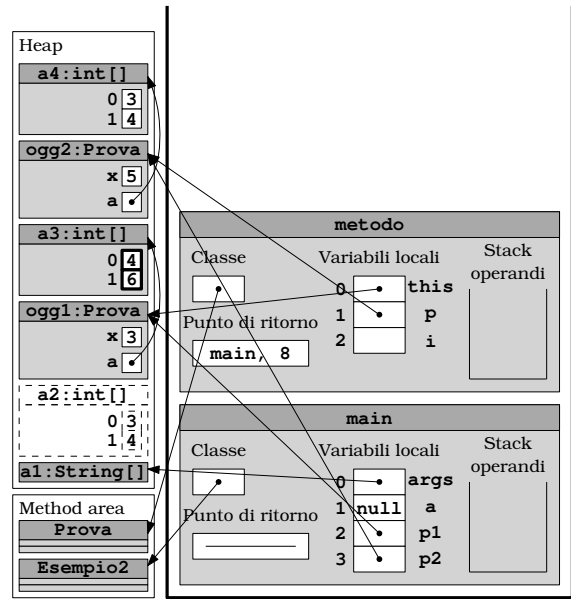 Heap
a4:int[]
0 3
1 4
ogg2:Prova
x 5
a
a3:int[]
0 4
1 6
ogg1:Prova
x 3
a
a2:int[]
0 3
1 4
a1:String[]
Method area
Prova
Esempio2
metodo
Classe
Variabili locali
Stack
operandi
0 this
1 p
2 i
Punto di ritorno
main, 8
main
Classe
Variabili locali
Stack
operandi
0 args
1 null a
2 p1
3 p2
Punto di ritorno